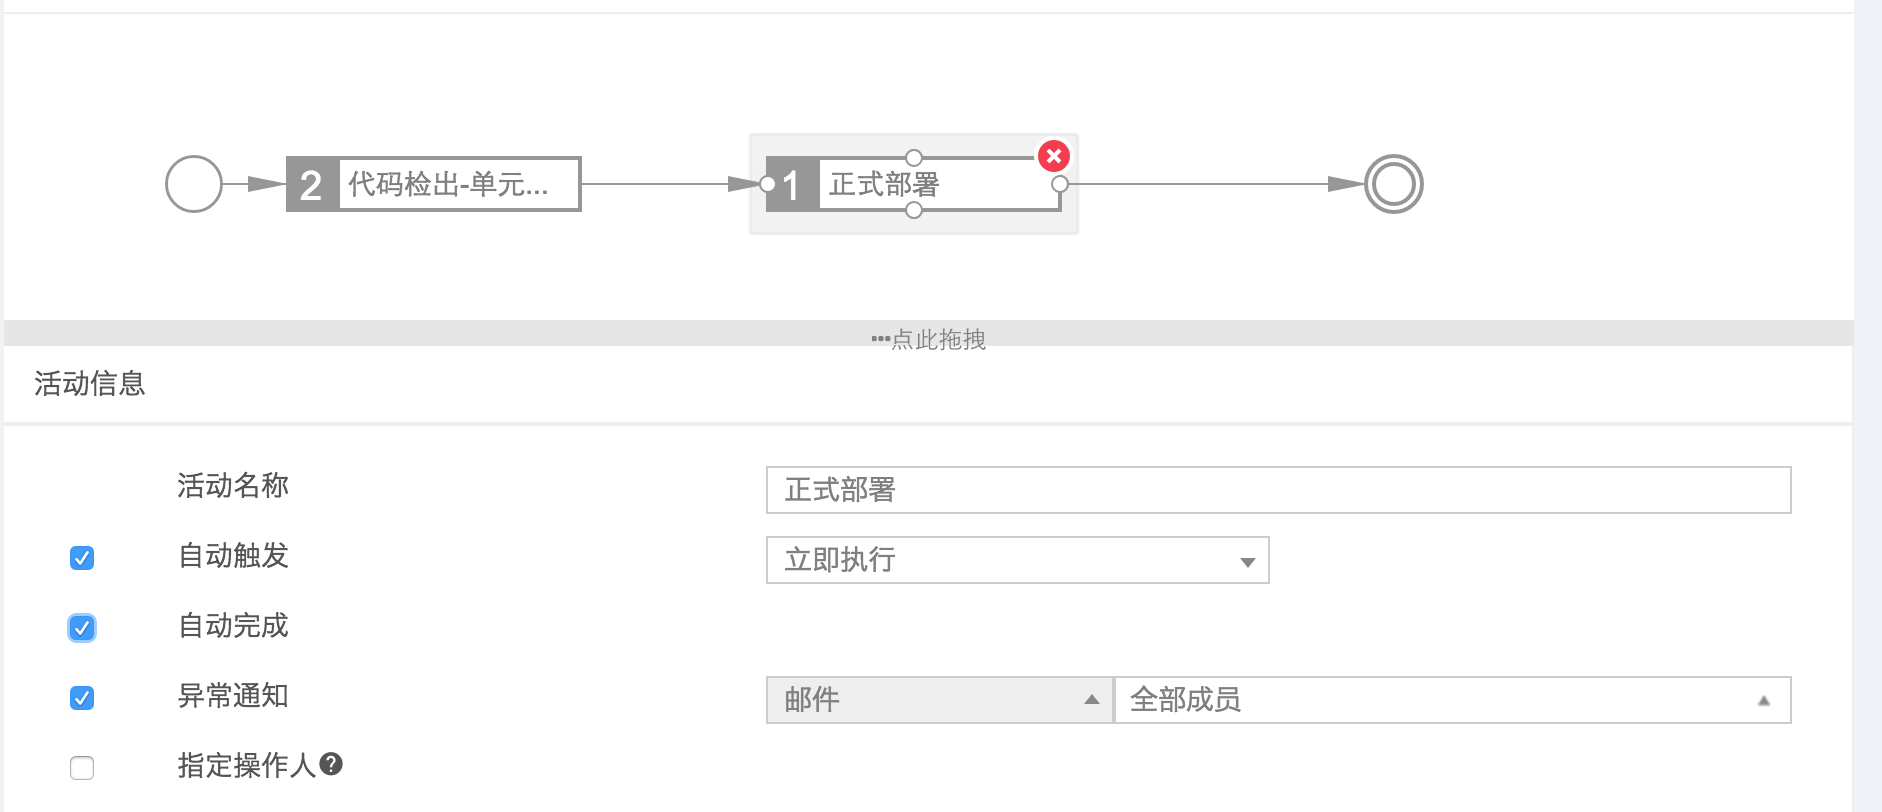 2 代码检出-单元...
1 正式部署
···点此拖拽
活动信息
活动名称 正式部署
自动触发 立即执行
自动完成
异常通知 邮件 全部成员
指定操作人?